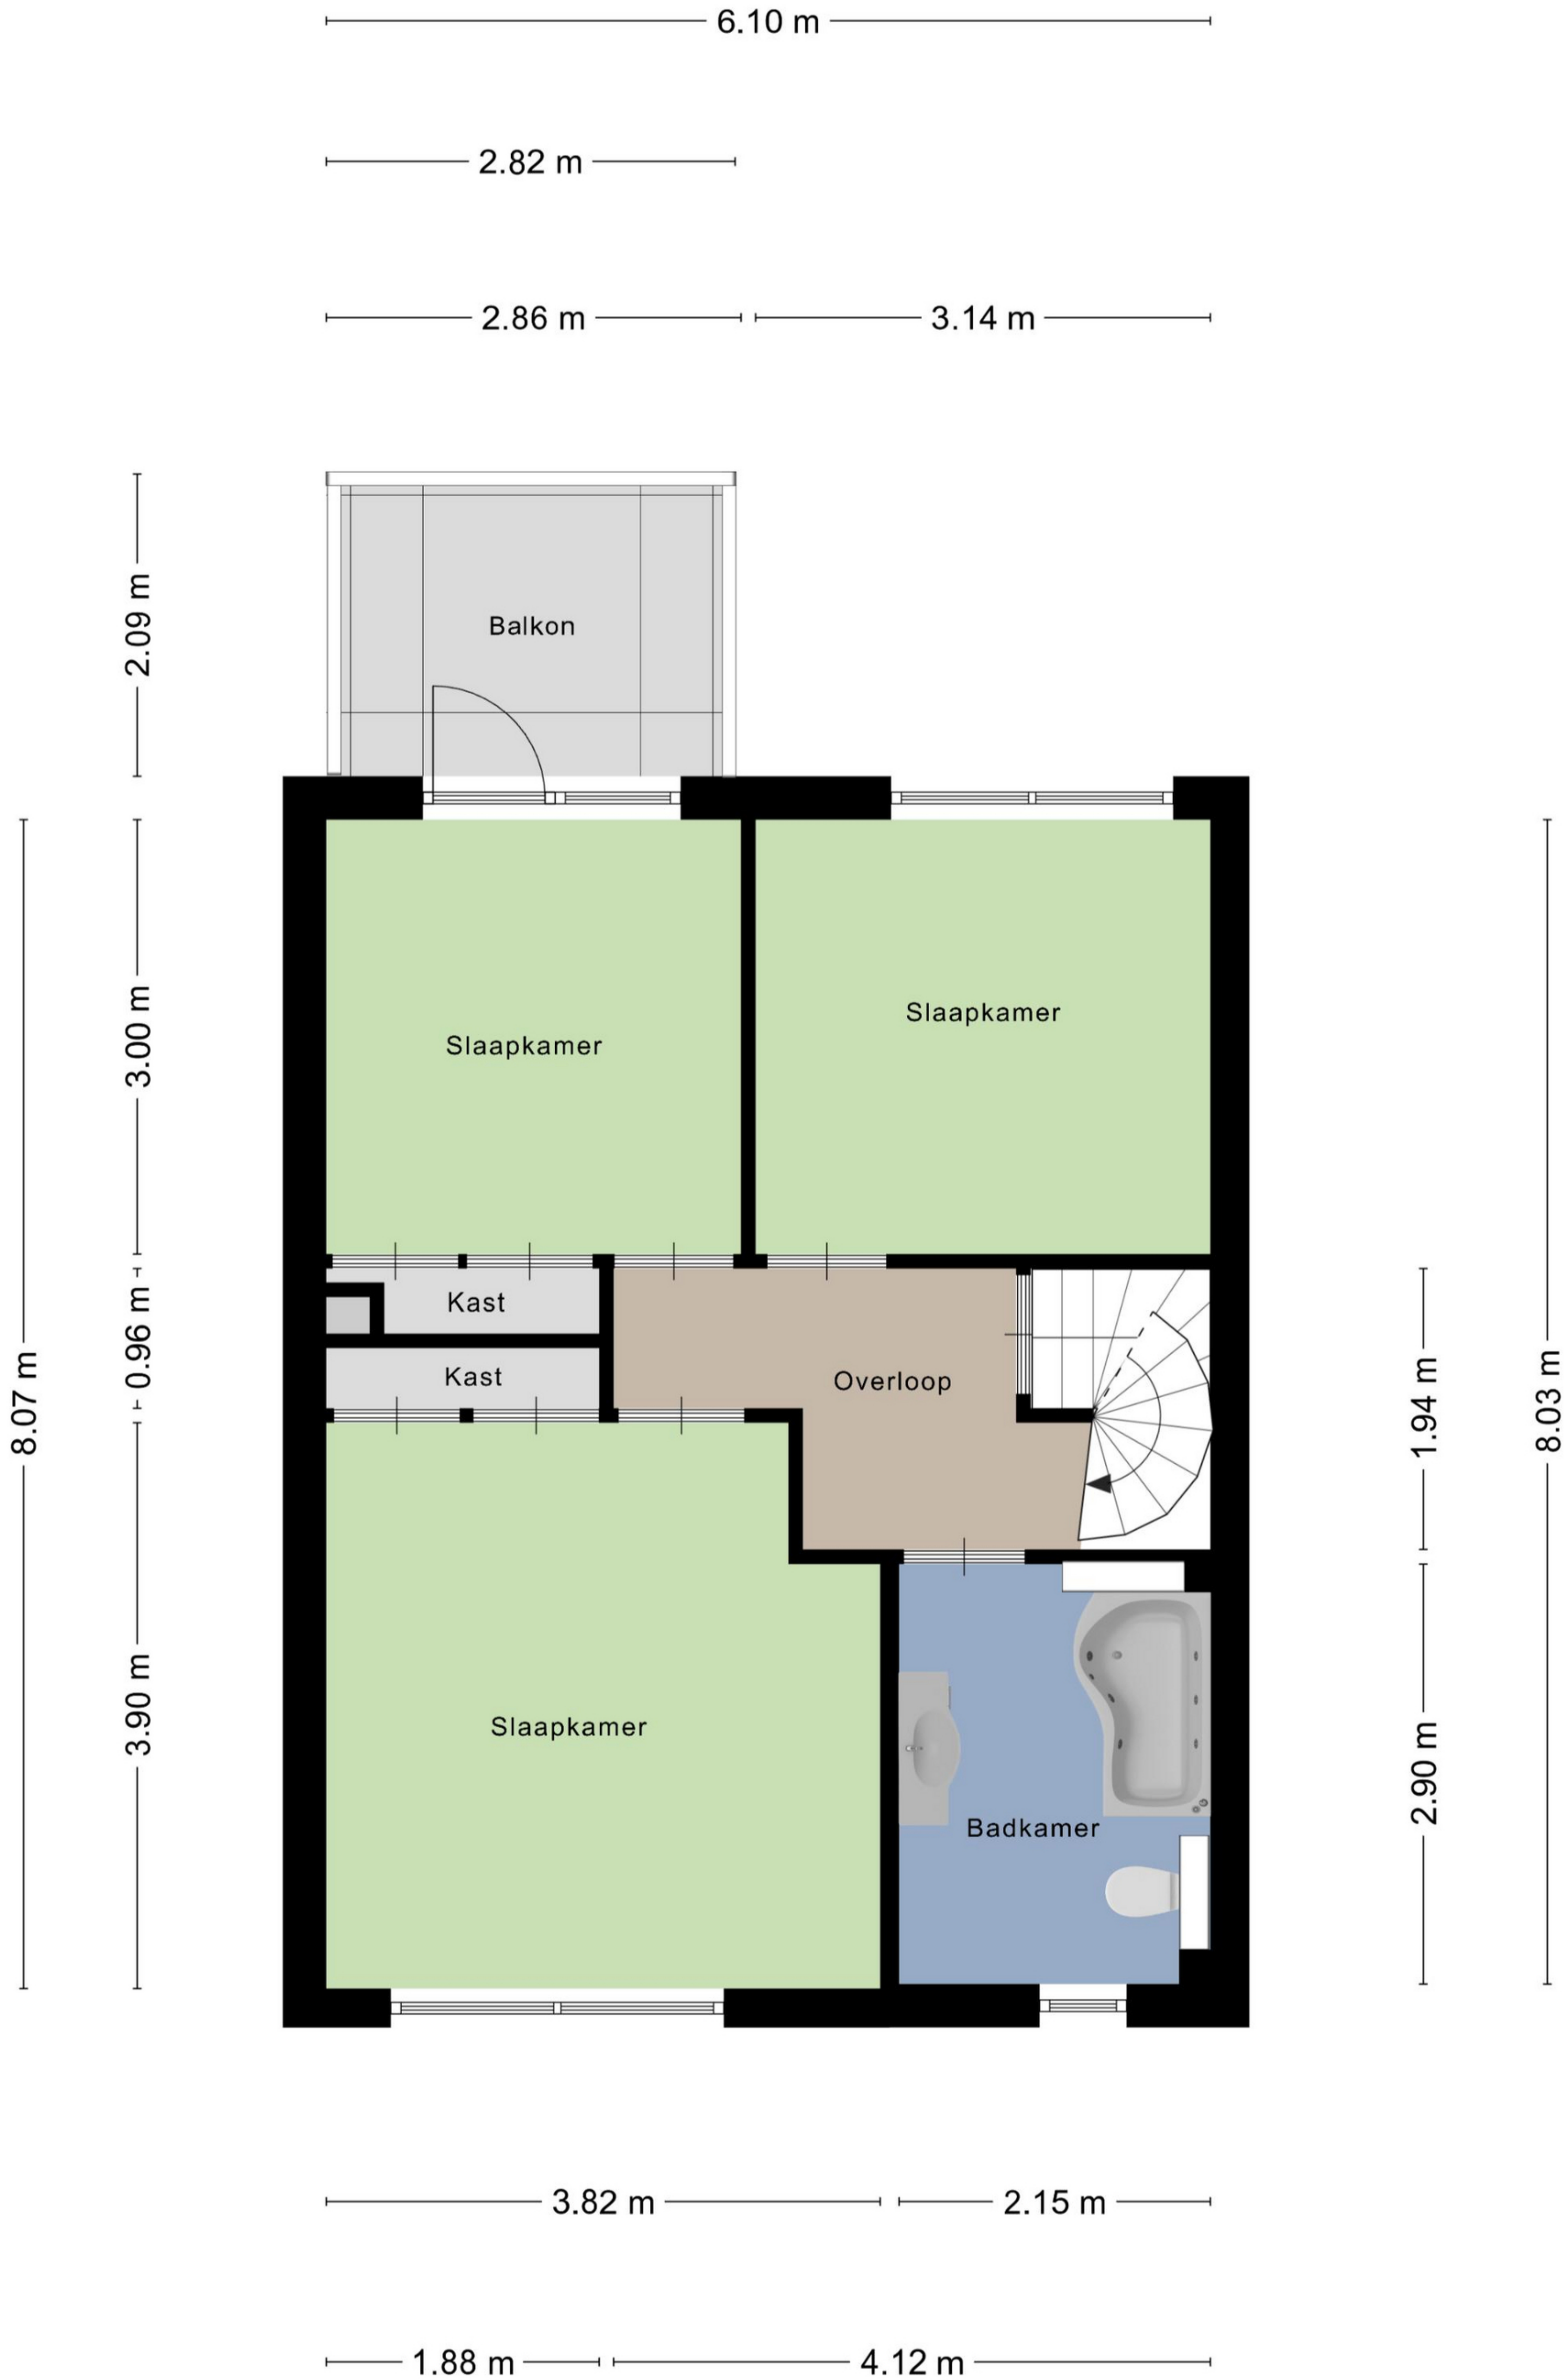 6.10 m
2.82 m
2.86 m
3.14 m
2.09 m
Balkon
3.00 m
Slaapkamer
Slaapkamer
0.96 m
Kast
Kast
Overloop
8.07 m
1.94 m
8.03 m
3.90 m
Slaapkamer
2.90 m
Badkamer
3.82 m
2.15 m
1.88 m
4.12 m